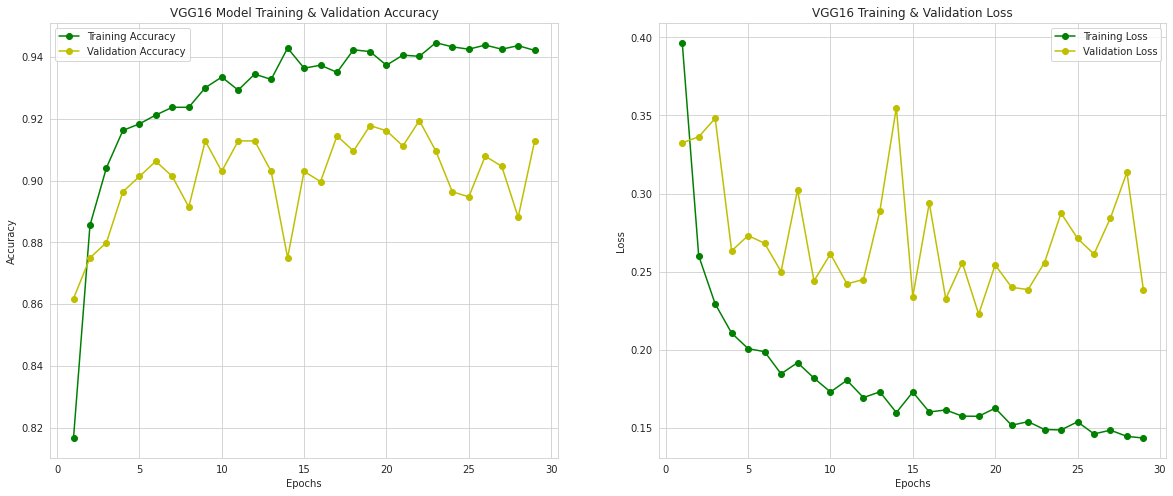 VGG16 Model Training & Validation Accuracy
Training Accuracy
Validation Accuracy
0.94
0.92
0.90
0.88
0.86
0.84
0.82
Accuracy
0
5
10
15
20
25
30
Epochs
VGG16 Training & Validation Loss
Training Loss
Validation Loss
0.40
0.35
0.30
0.25
0.20
0.15
Loss
0
5
10
15
20
25
30
Epochs